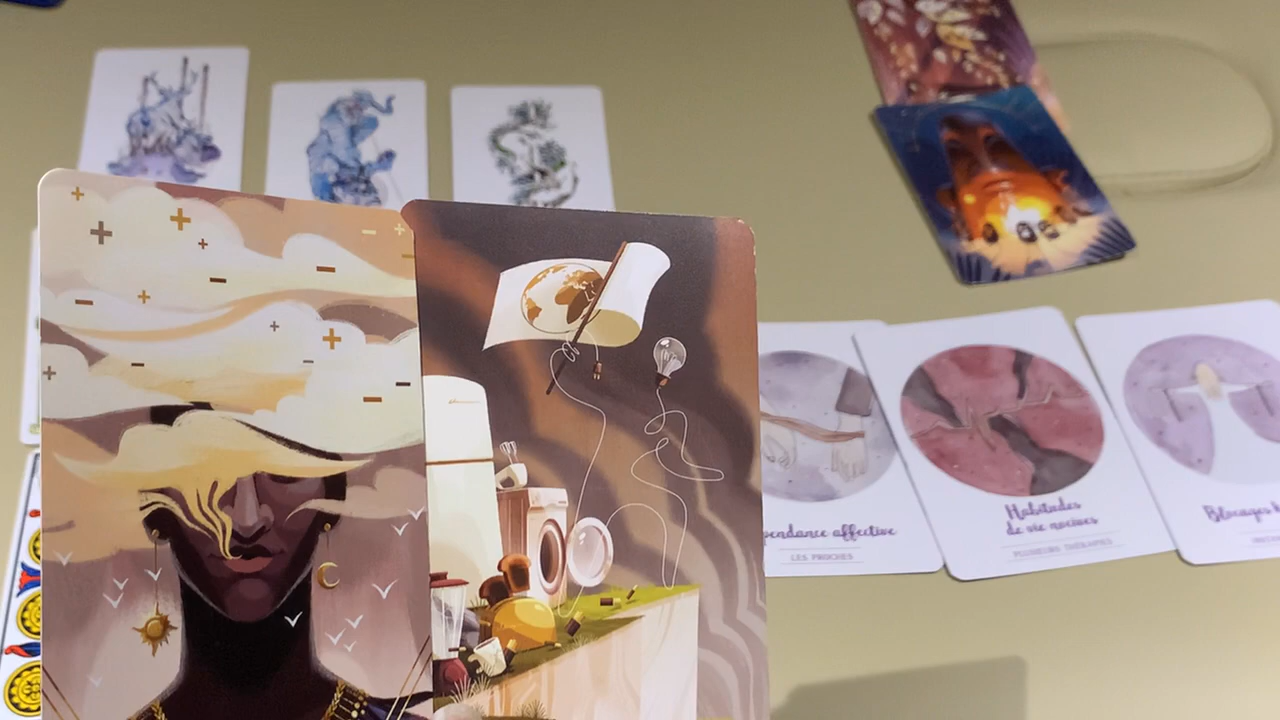 pendance affective
LES PROCHES
Habitudes
de vie nocives
PLUSIEURS THÉRAPIES
Blocages